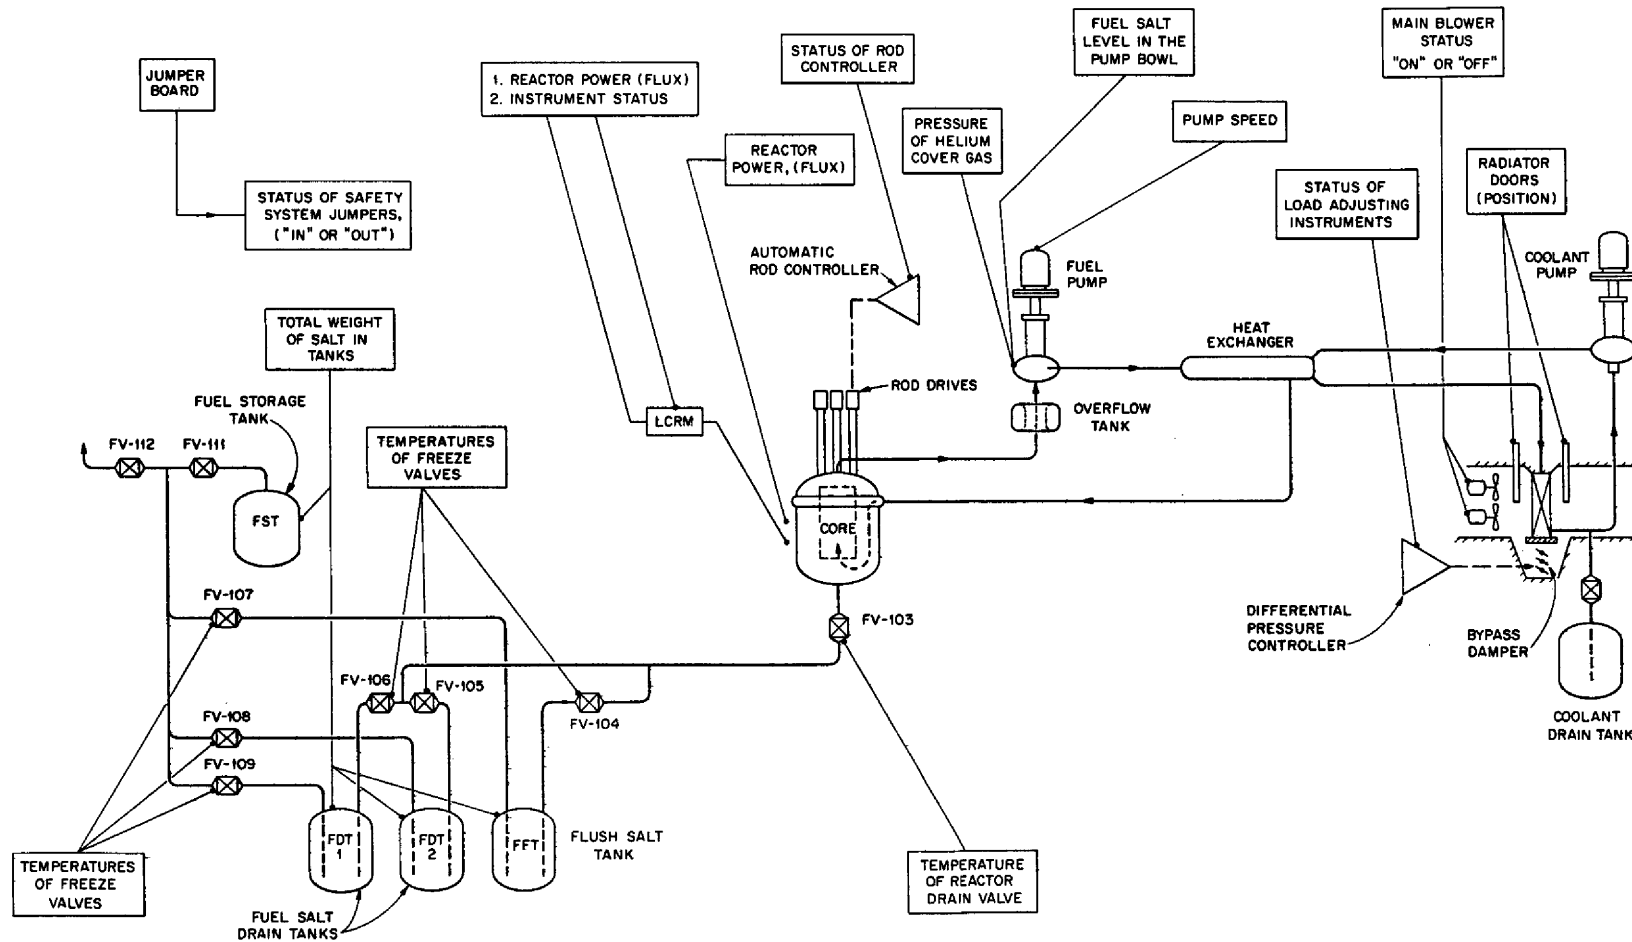 JUMPER
BOARD
STATUS OF SAFETY
SYSTEM JUMPERS,
("IN" OR "OUT")
1. REACTOR POWER (FLUX)
2. INSTRUMENT STATUS
REACTOR
POWER, (FLUX)
STATUS OF ROD
CONTROLLER
PRESSURE
OF HELIUM
COVER GAS
FUEL SALT
LEVEL IN THE
PUMP BOWL
PUMP SPEED
MAIN BLOWER
STATUS
"ON" OR "OFF"
STATUS OF
LOAD ADJUSTING
INSTRUMENTS
RADIATOR
DOORS
(POSITION)
AUTOMATIC
ROD CONTROLLER
FUEL
PUMP
COOLANT
PUMP
HEAT
EXCHANGER
TOTAL WEIGHT
OF SALT IN
TANKS
FUEL STORAGE
TANK
ROD DRIVES
LCRM
OVERFLOW
TANK
FV-112
FV-111
TEMPERATURES
OF FREEZE
VALVES
FST
CORE
FV-107
FV-103
DIFFERENTIAL
PRESSURE
CONTROLLER
BYPASS
DAMPER
FV-106
FV-105
FV-104
FV-108
FV-109
COOLANT
DRAIN TANK
FDT
1
FDT
2
FFT
FLUSH SALT
TANK
TEMPERATURES
OF FREEZE
VALVES
FUEL SALT
DRAIN TANKS
TEMPERATURE
OF REACTOR
DRAIN VALVE